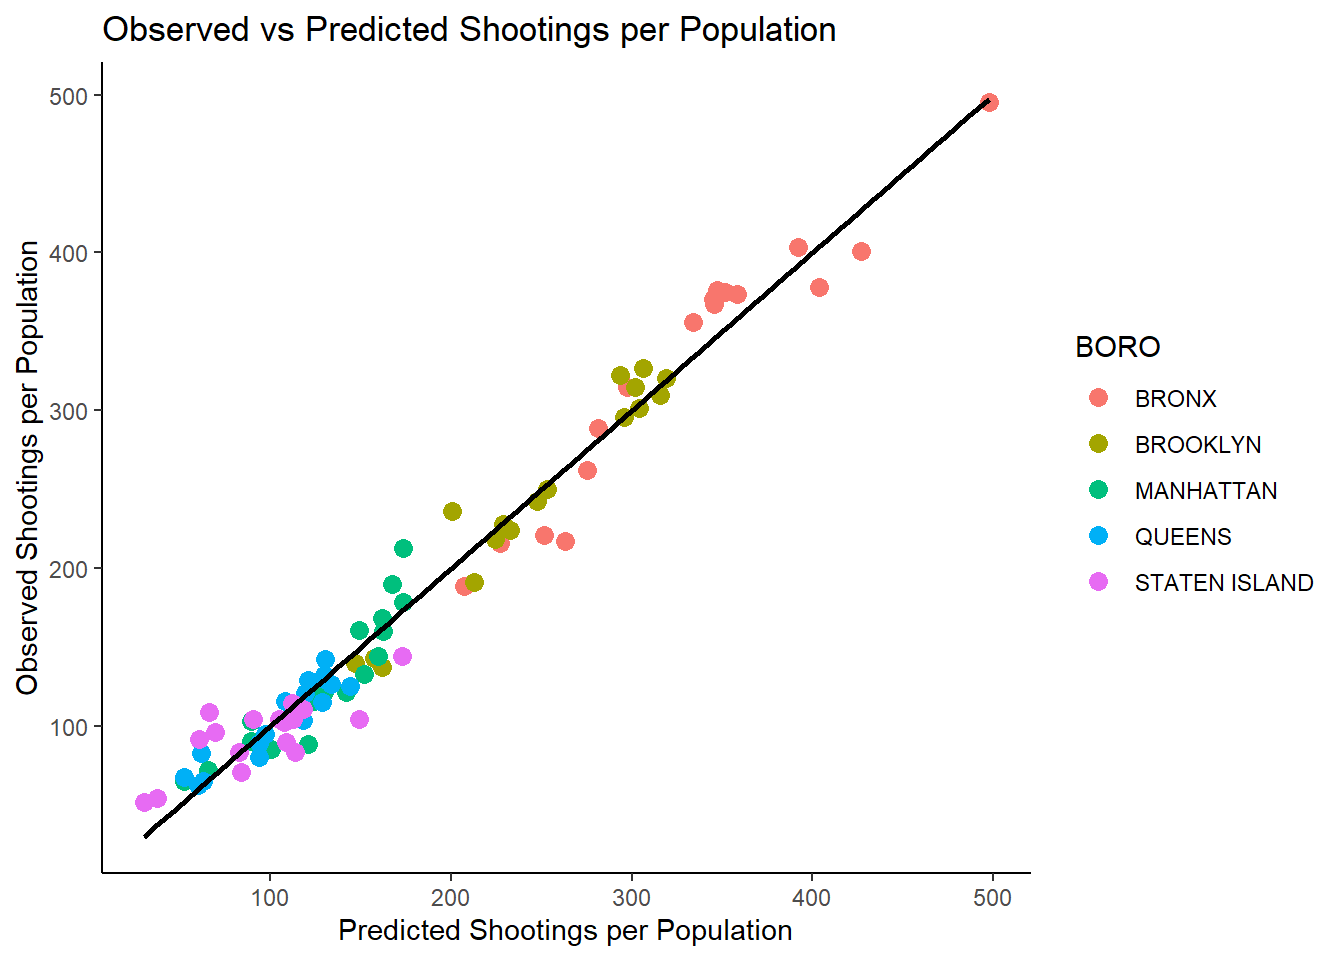 Observed vs Predicted Shootings per Population
500
400
300
200
100
Observed Shootings per Population
100 200 300 400 500
Predicted Shootings per Population
BORO
BRONX
BROOKLYN
MANHATTAN
QUEENS
STATEN ISLAND